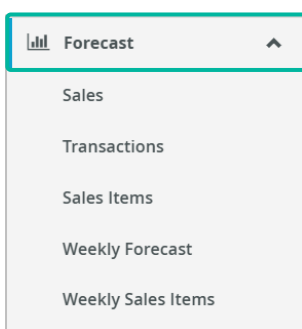 Forecast
Sales
Transactions
Sales Items
Weekly Forecast
Weekly Sales Items